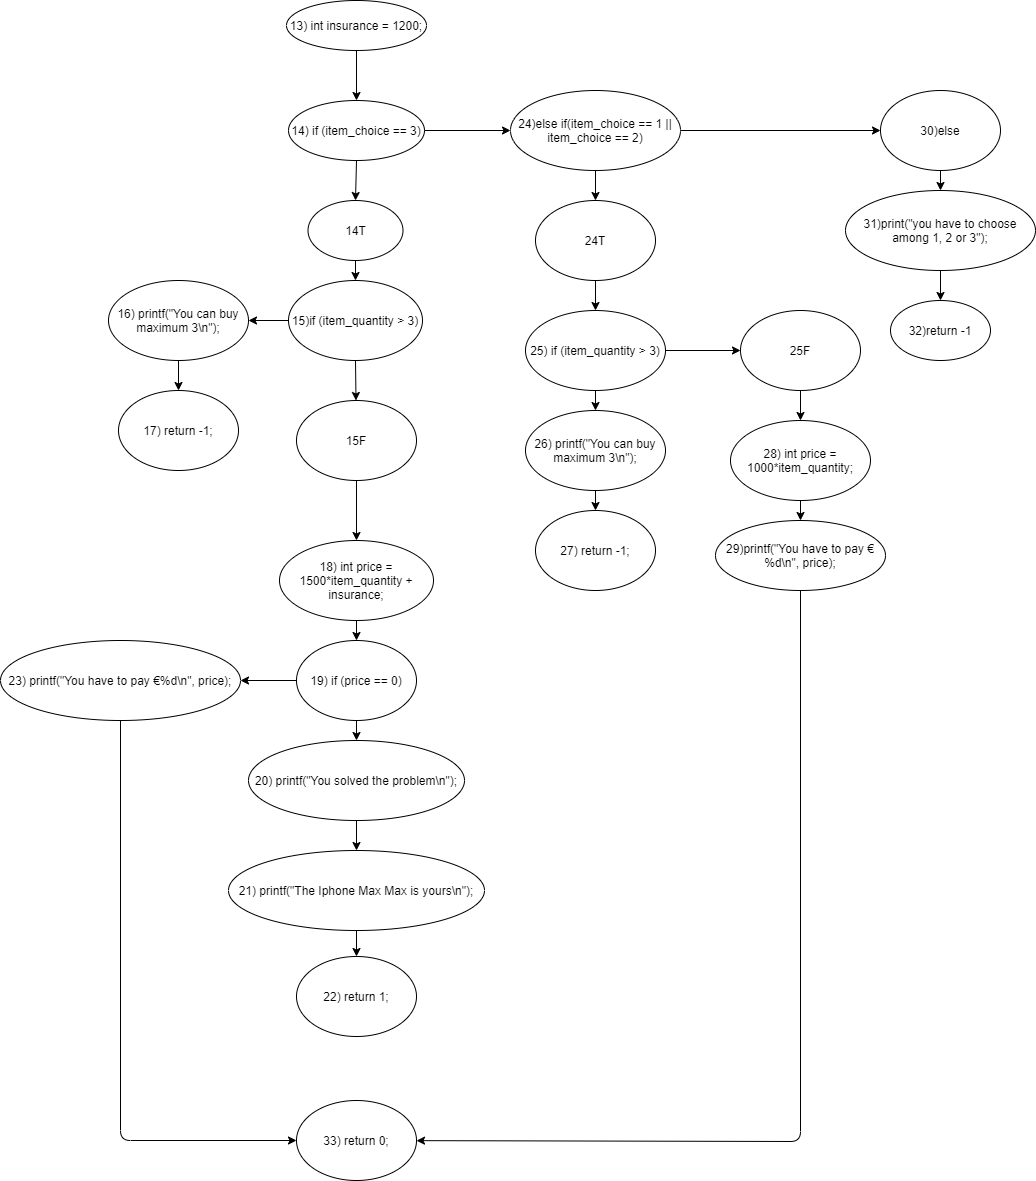 13) int insurance = 1200;
14) if (item_choice == 3)
24)else if(item_choice == 1 ||
item_choice == 2)
30)else
14T
24T
31)print("you have to choose
among 1, 2 or 3");
16) printf("You can buy
maximum 3\n");
15)if (item_quantity > 3)
25) if (item_quantity > 3)
25F
32)return -1
17) return -1;
15F
26) printf("You can buy
maximum 3\n");
28) int price =
1000*item_quantity;
27) return -1;
29)printf("You have to pay €
%d\n", price);
18) int price =
1500*item_quantity +
insurance;
23) printf("You have to pay €%d\n", price);
19) if (price == 0)
20) printf("You solved the problem\n");
21) printf("The Iphone Max Max is yours\n");
22) return 1;
33) return 0;